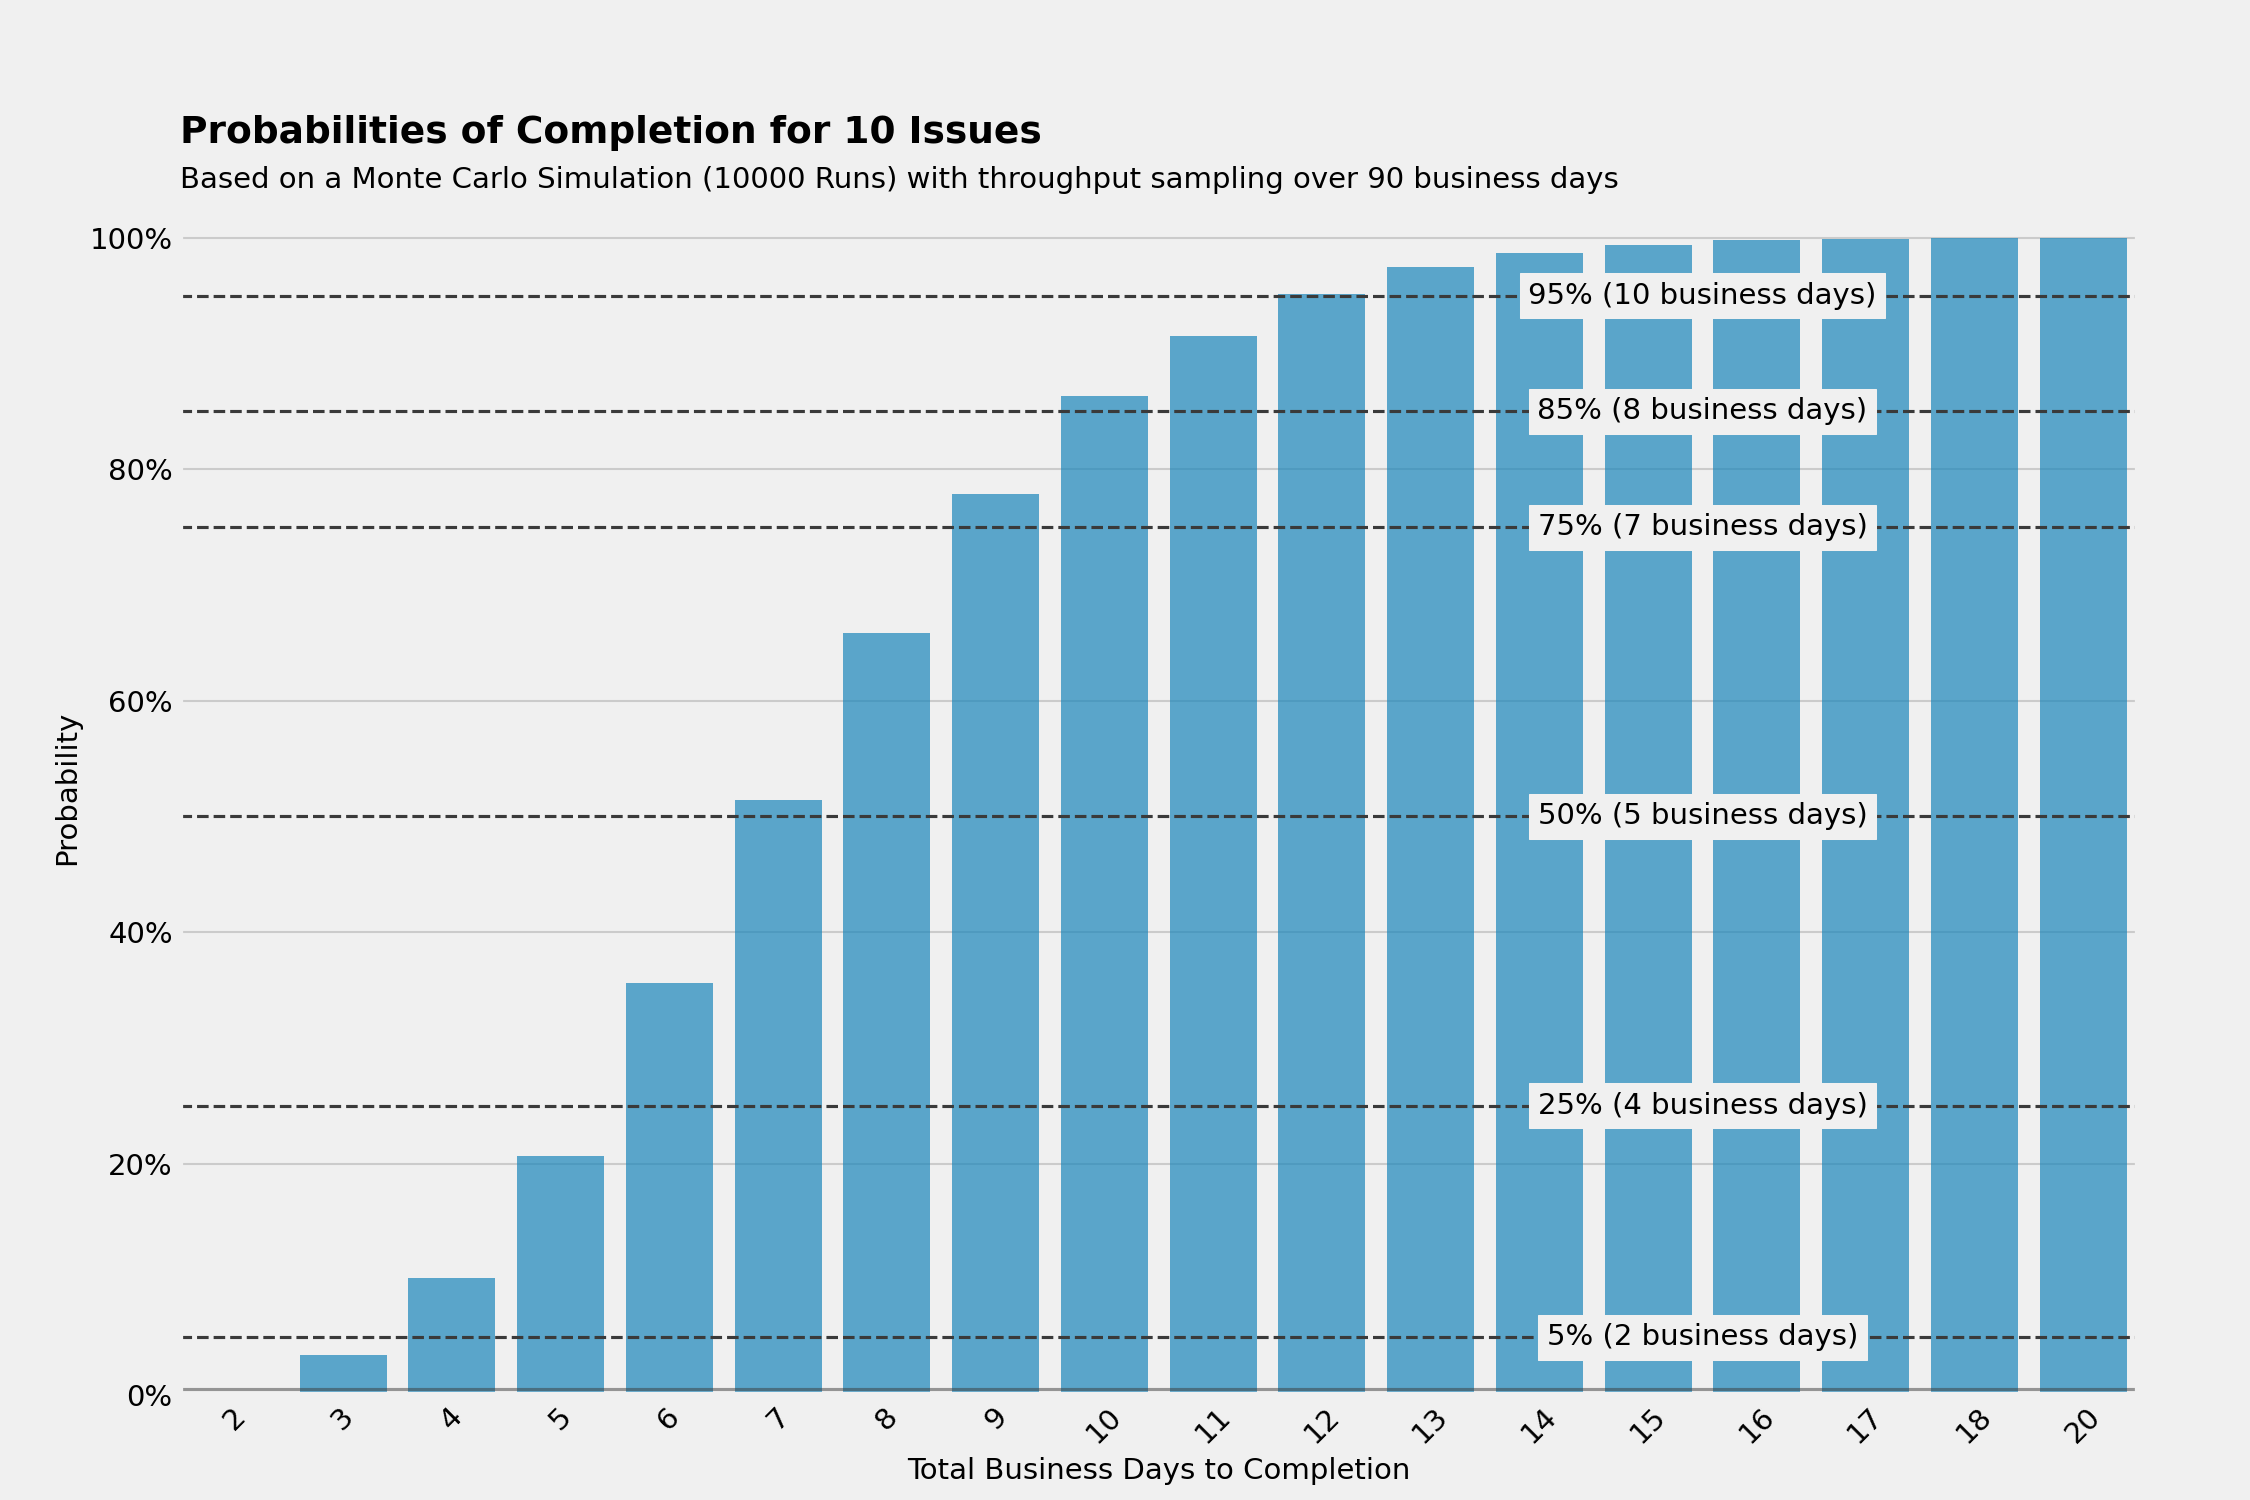 Probabilities of Completion for 10 Issues
Based on a Monte Carlo Simulation (10000 Runs) with throughput sampling over 90 business days
100%
95% (10 business days)
85% (8 business days)
80%
75% (7 business days)
60%
Probability
50% (5 business days)
40%
25% (4 business days)
20%
5% (2 business days)
0%
2 3 4 5 6 7 8 9 10 11 12 13 14 15 16 17 18 20
Total Business Days to Completion